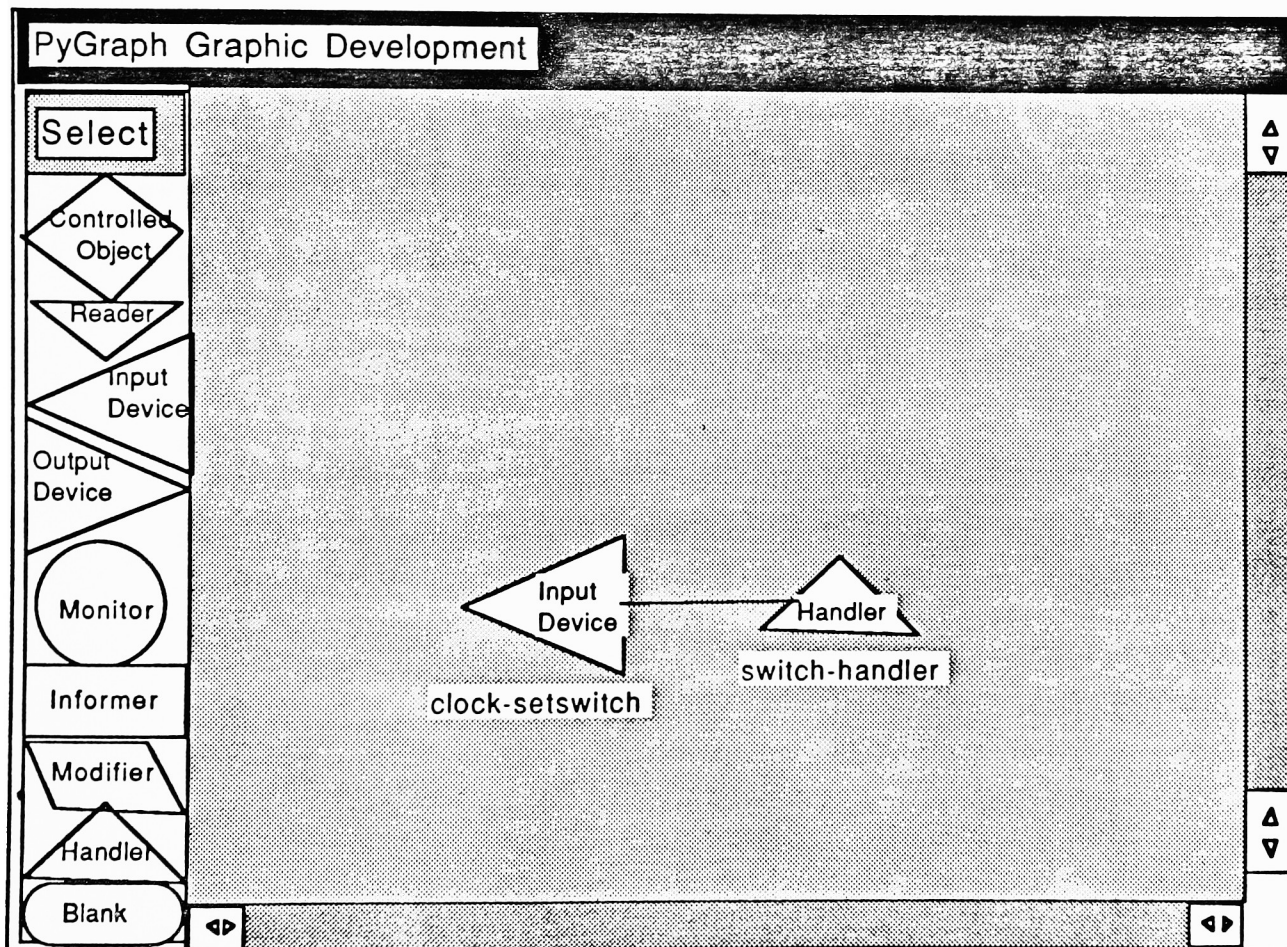 PyGraph Graphic Development
Select
Controlled
Object
Reader
Input
Device
Output
Device
Monitor
Informer
Modifier
Handler
Blank
Input
Device
clock-setswitch
Handler
switch-handler